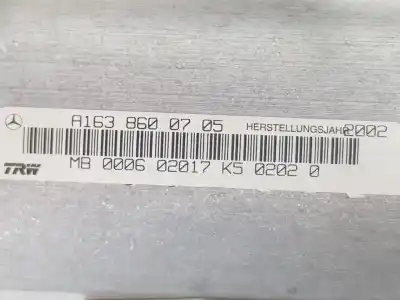 A163 860 07 05 HERSTELLUNGSJAHR 2002
TRW MB 0006 02017 K5 0202 0